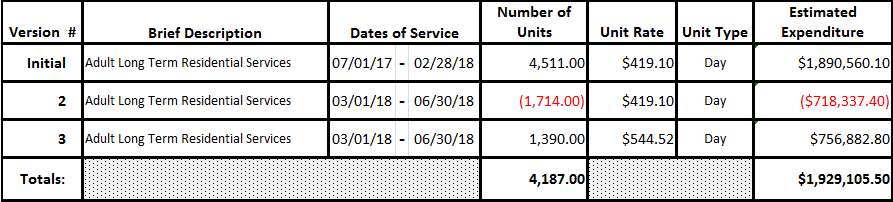 Version # Brief Description Dates of Service Number of Units Unit Rate Unit Type Estimated Expenditure
Initial Adult Long Term Residential Services 07/01/17 - 02/28/18 4,511.00 $419.10 Day $1,890,560.10
2 Adult Long Term Residential Services 03/01/18 - 06/30/18 (1,714.00) $419.10 Day ($718,337.40)
3 Adult Long Term Residential Services 03/01/18 - 06/30/18 1,390.00 $544.52 Day $756,882.80
Totals: 4,187.00 $1,929,105.50